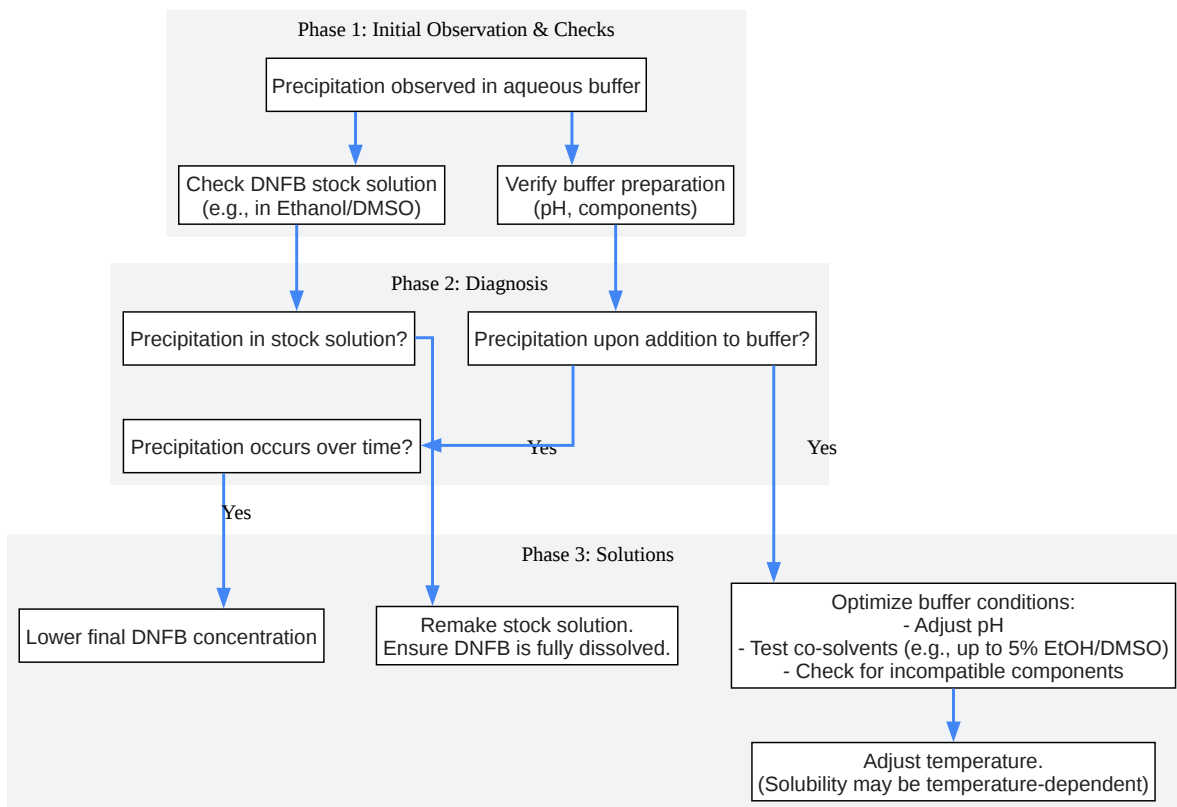 Phase 1: Initial Observation & Checks
Precipitation observed in aqueous buffer
Check DNFB stock solution
(e.g., in Ethanol/DMSO)
Verify buffer preparation
(pH, components)
Phase 2: Diagnosis
Precipitation in stock solution?
Precipitation upon addition to buffer?
Precipitation occurs over time?
Yes
Yes
Yes
Phase 3: Solutions
Lower final DNFB concentration
Remake stock solution.
Ensure DNFB is fully dissolved.
Optimize buffer conditions:
- Adjust pH
- Test co-solvents (e.g., up to 5% EtOH/DMSO)
- Check for incompatible components
Adjust temperature.
(Solubility may be temperature-dependent)